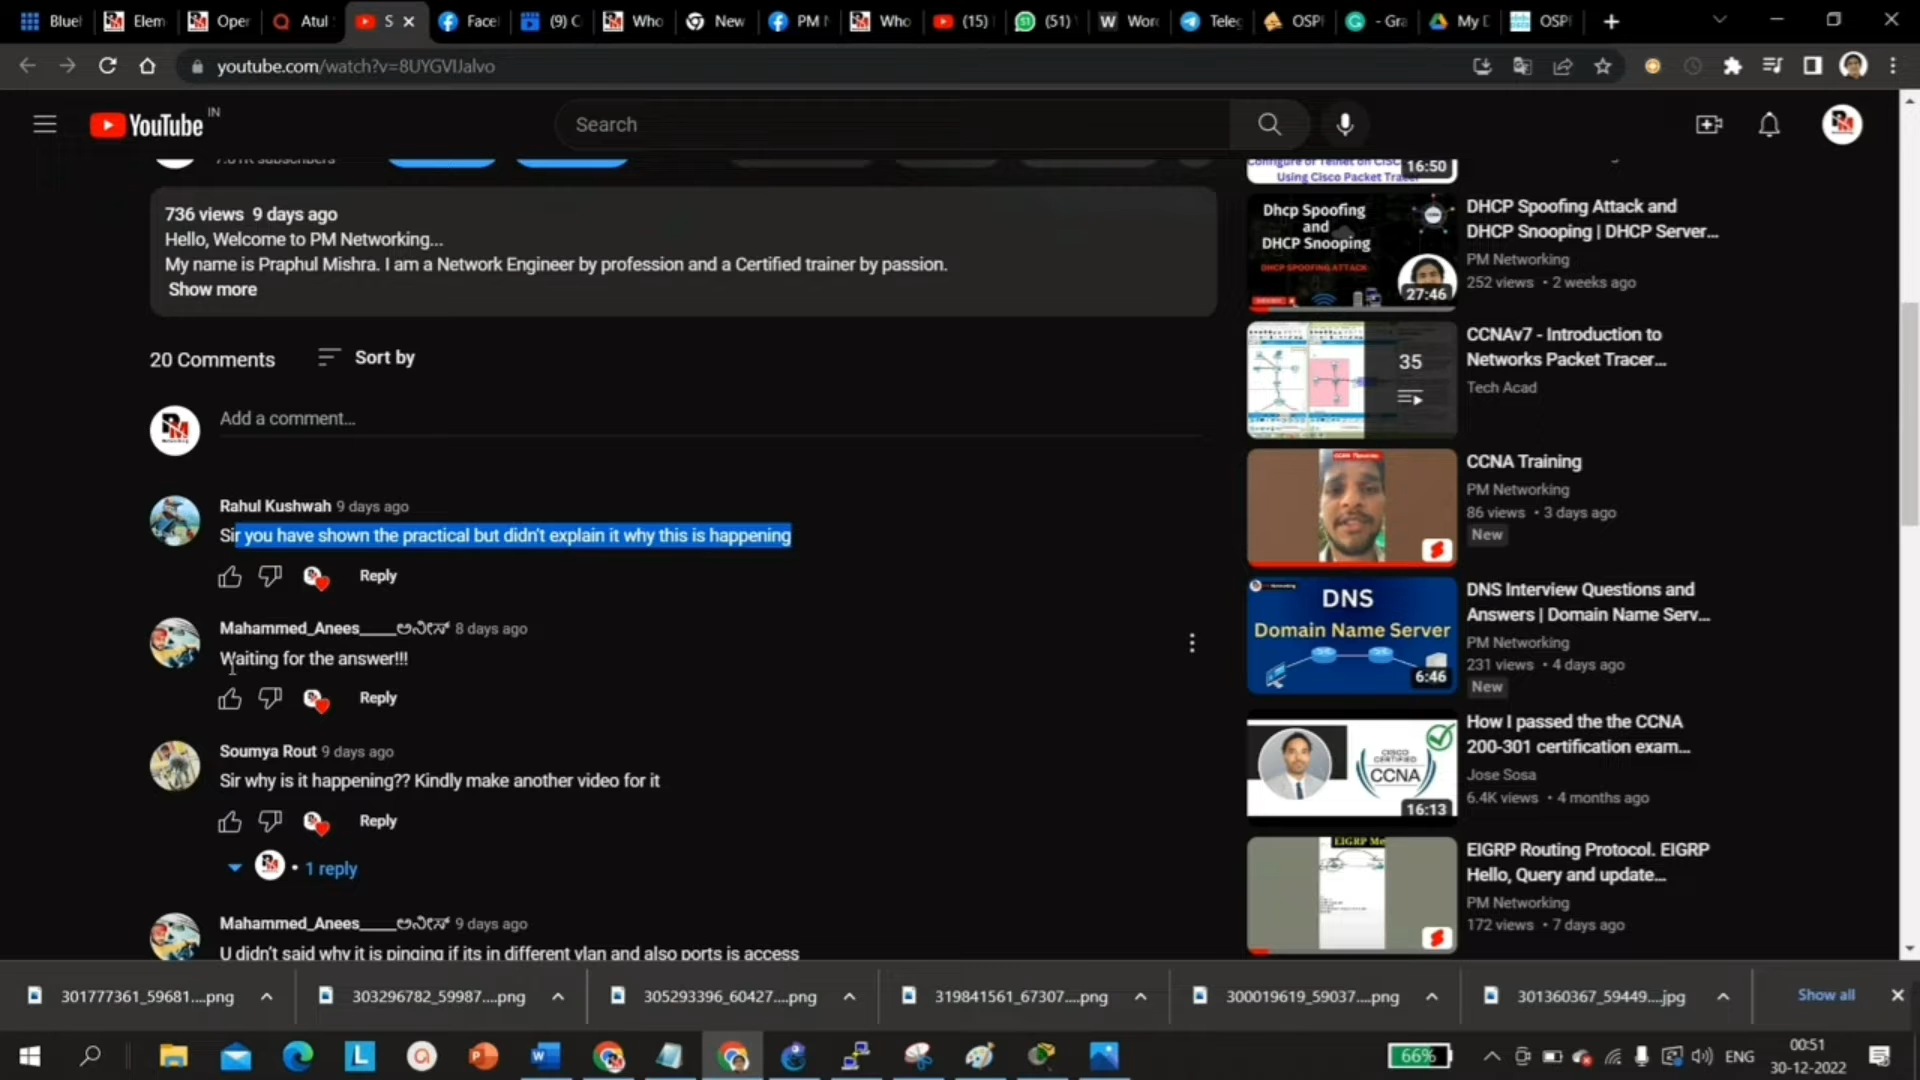 Bluel
Elem
Oper
Atul
S
Facel
(9) C
Who
New
PM N
Who
(15)
(51)
Wor
Teleg
OSPI
- Gra
My D
OSPI
youtube.com/watch?v=8UYGVIJalvo
YouTube IN
Search
736 views 9 days ago
Hello, Welcome to PM Networking...
My name is Praphul Mishra. I am a Network Engineer by profession and a Certified trainer by passion.
Show more
20 Comments
Sort by
Add a comment...
Rahul Kushwah 9 days ago
Sir you have shown the practical but didn't explain it why this is happening
Reply
Mahammed_Anees____ಅನೀಸ್ 8 days ago
Waiting for the answer!!!
Reply
Soumya Rout 9 days ago
Sir why is it happening?? Kindly make another video for it
Reply
1 reply
Mahammed_Anees____ಅನೀಸ್ 9 days ago
U didn't said why it is pinging if its in different vlan and also ports is access
Using Cisco Packet Tracer
16:50
Dhcp Spoofing
and
DHCP Snooping
DHCP SPOOFING ATTACK
27:46
DHCP Spoofing Attack and
DHCP Snooping | DHCP Server...
PM Networking
252 views • 2 weeks ago
35
CCNAv7 - Introduction to
Networks Packet Tracer...
Tech Acad
CCNA Training
PM Networking
86 views • 3 days ago
New
DNS
Domain Name Server
6:46
DNS Interview Questions and
Answers | Domain Name Serv...
PM Networking
231 views • 4 days ago
New
CISCO
CERTIFIED
CCNA
16:13
How I passed the the CCNA
200-301 certification exam...
Jose Sosa
6.4K views • 4 months ago
EIGRP Me
EIGRP Routing Protocol. EIGRP
Hello, Query and update...
PM Networking
172 views • 7 days ago
301777361_59681....png
303296782_59987....png
305293396_60427....png
319841561_67307....png
300019619_59037....png
301360367_59449....jpg
Show all
66%
ENG
00:51
30-12-2022